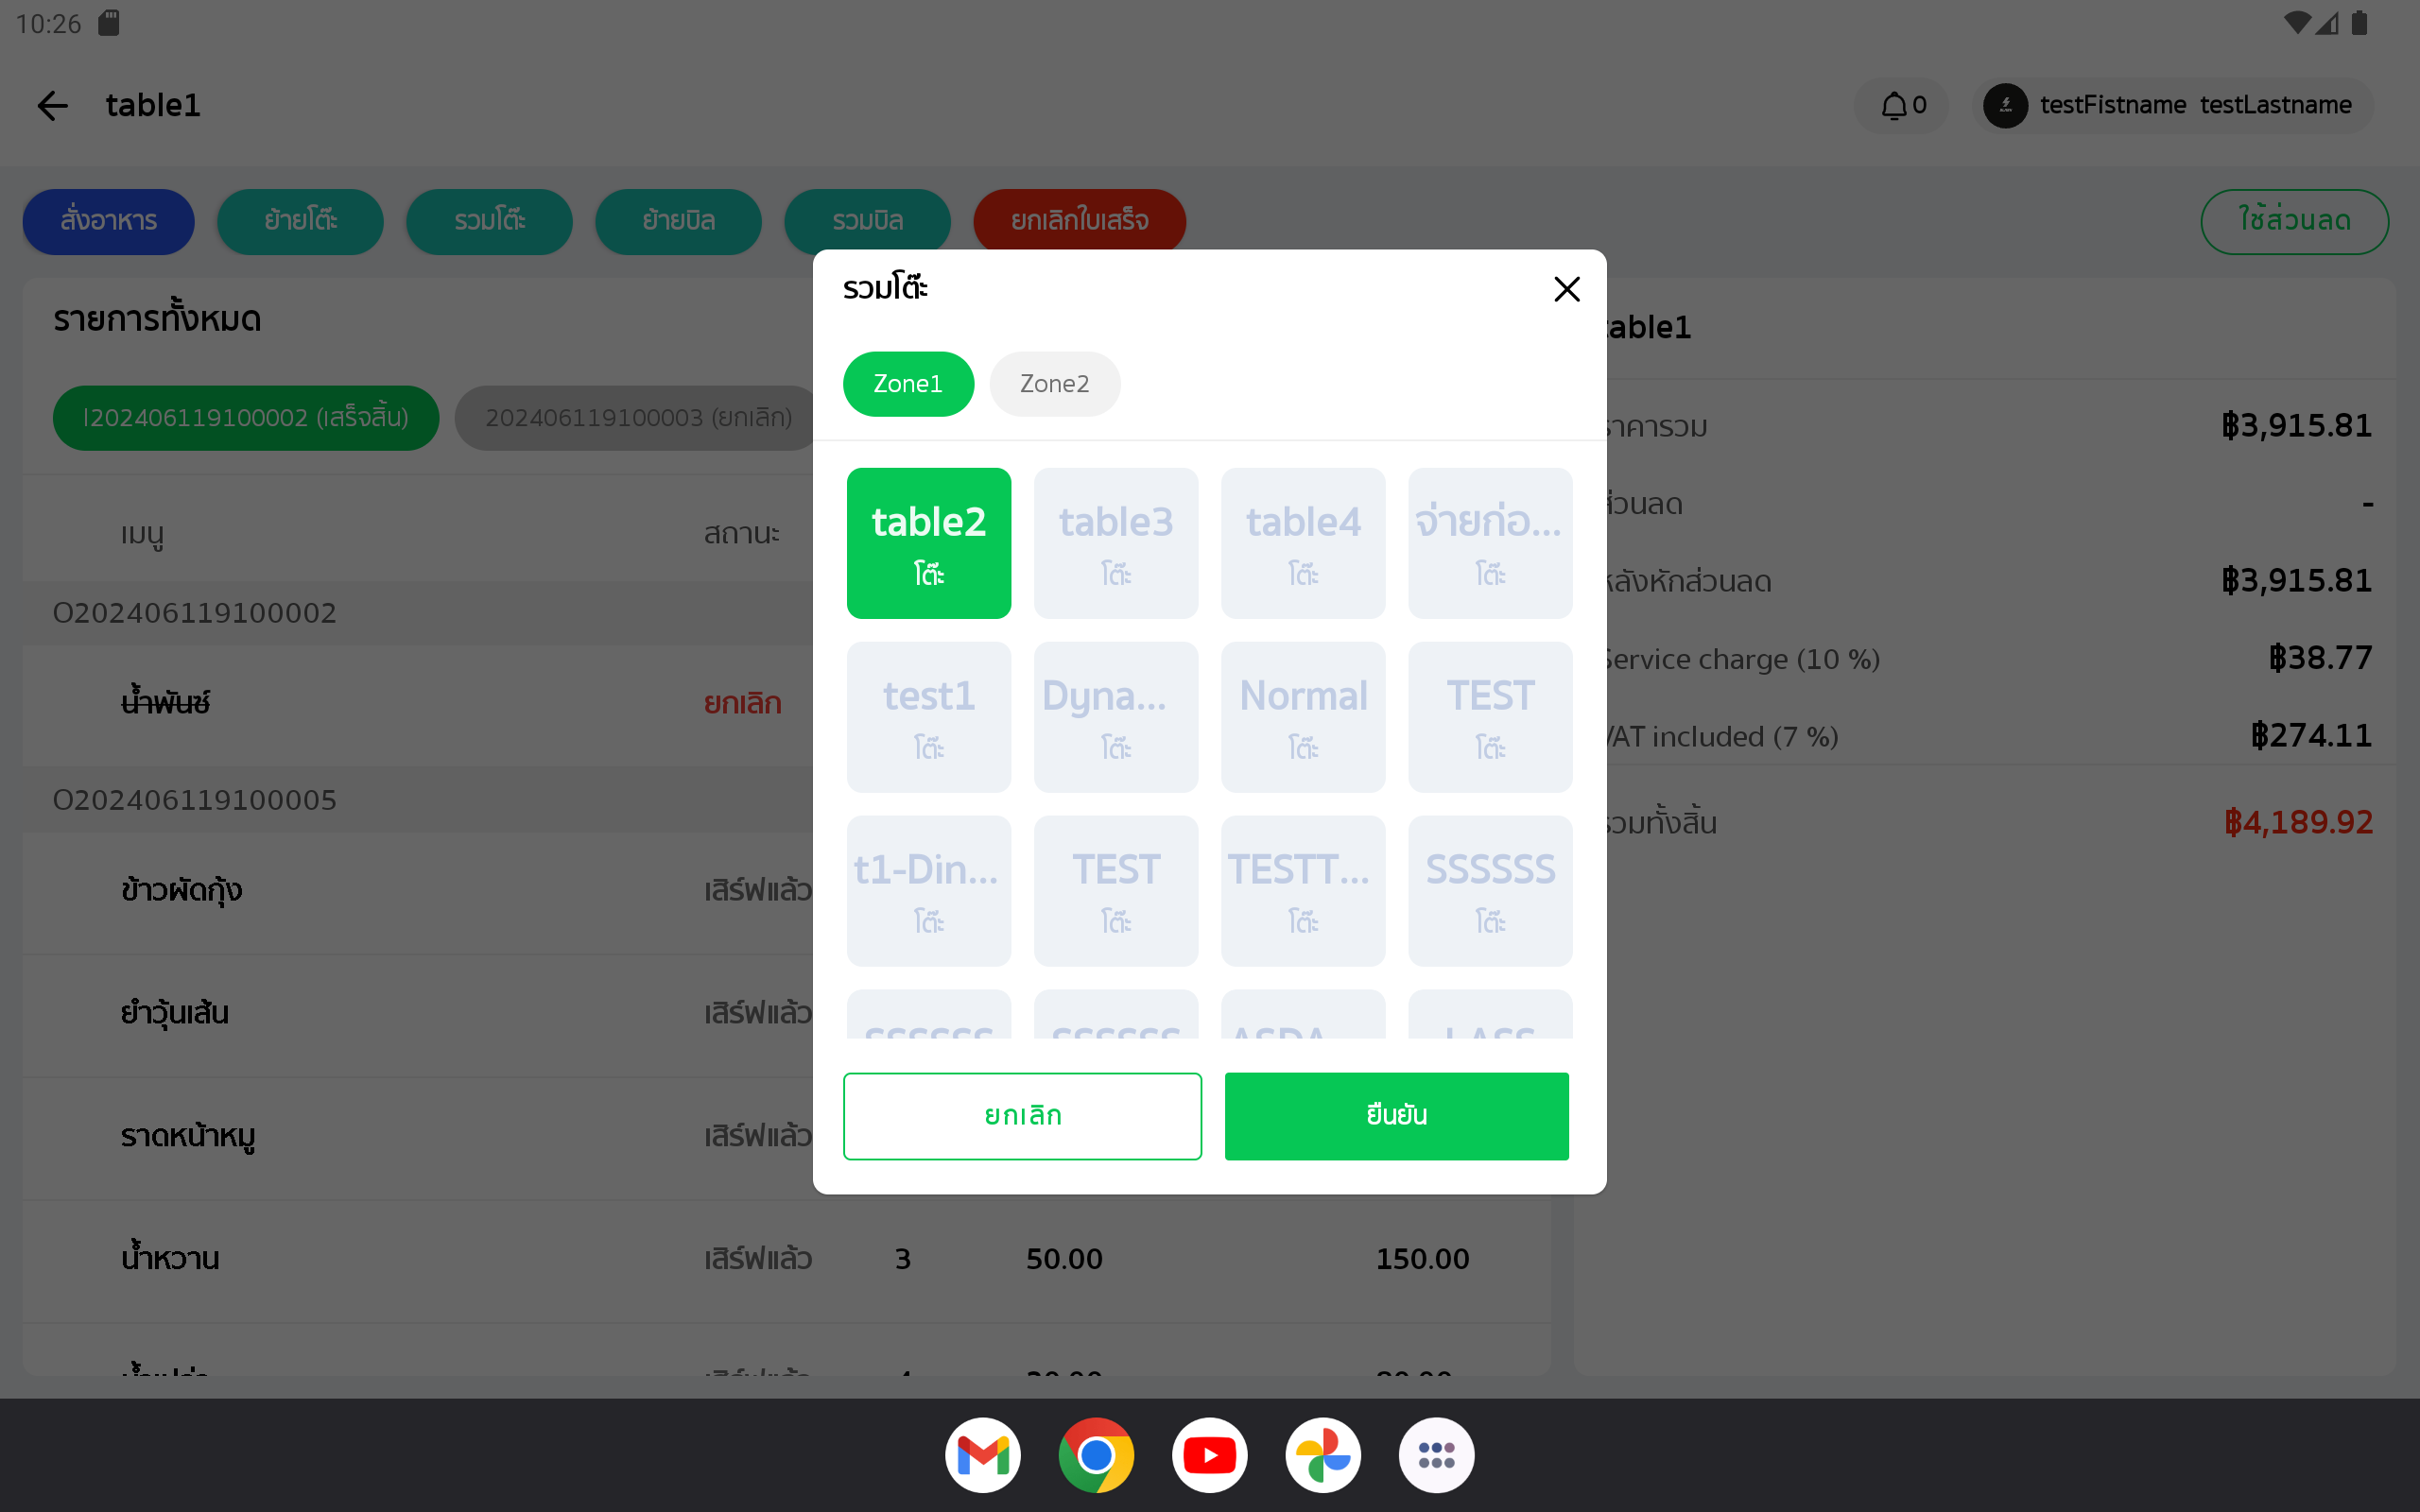 10:26
table1
0
testFistname testLastname
สั่งอาหาร
ย้ายโต๊ะ
รวมโต๊ะ
ย้ายบิล
รวมบิล
ยกเลิกใบเสร็จ
ใช้ส่วนลด
รายการทั้งหมด
I202406119100002 (เสร็จสิ้น)
202406119100003 (ยกเลิก)
เมนู
สถานะ
O202406119100002
น้ำพันซ์
ยกเลิก
O202406119100005
ข้าวผัดกุ้ง
เสิร์ฟแล้ว
ยำวุ้นเส้น
เสิร์ฟแล้ว
ราดหน้าหมู
เสิร์ฟแล้ว
น้ำหวาน
เสิร์ฟแล้ว
3
50.00
150.00
รวมโต๊ะ
Zone1
Zone2
table2
โต๊ะ
table3
โต๊ะ
table4
โต๊ะ
จ่ายก่อ...
โต๊ะ
test1
โต๊ะ
Dyna...
โต๊ะ
Normal
โต๊ะ
TEST
โต๊ะ
t1-Din...
โต๊ะ
TEST
โต๊ะ
TESTT...
โต๊ะ
SSSSSS
โต๊ะ
ยกเลิก
ยืนยัน
table1
ราคารวม
฿3,915.81
ส่วนลด
-
หลังหักส่วนลด
฿3,915.81
Service charge (10 %)
฿38.77
VAT included (7 %)
฿274.11
รวมทั้งสิ้น
฿4,189.92